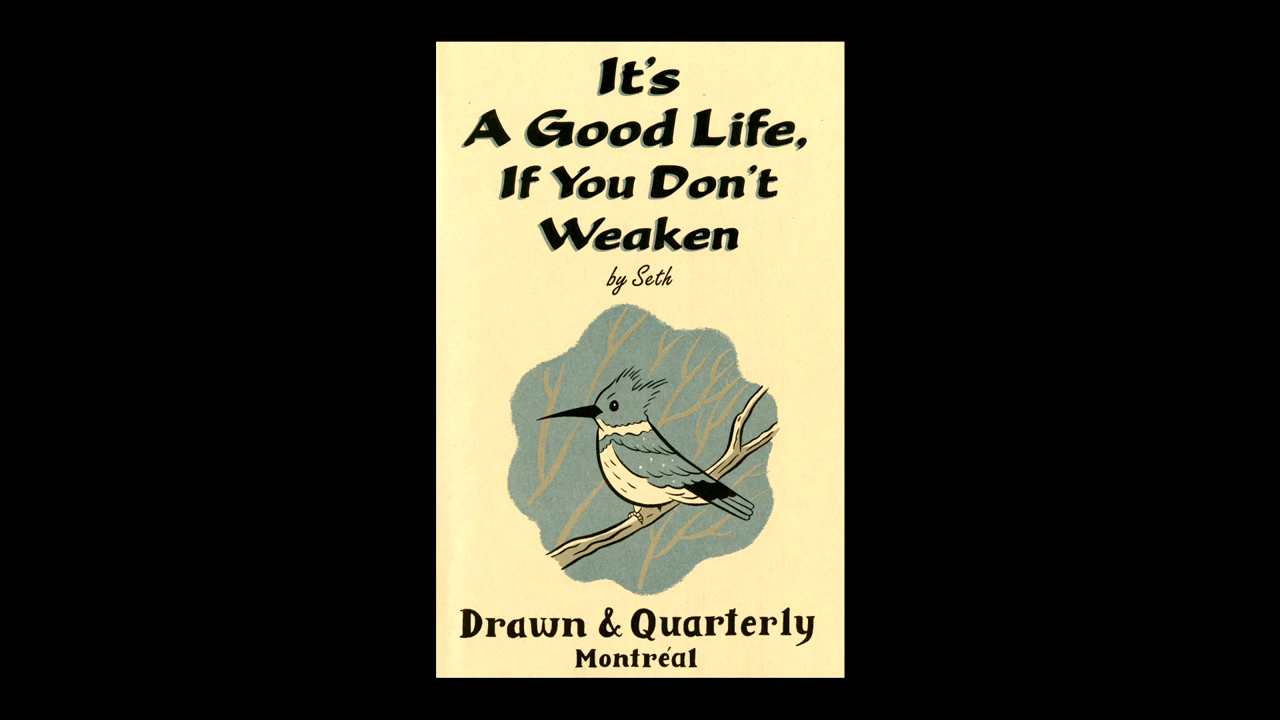 It's
A Good Life,
If You Don't
Weaken
by Seth
Drawn & Quarterly
Montréal